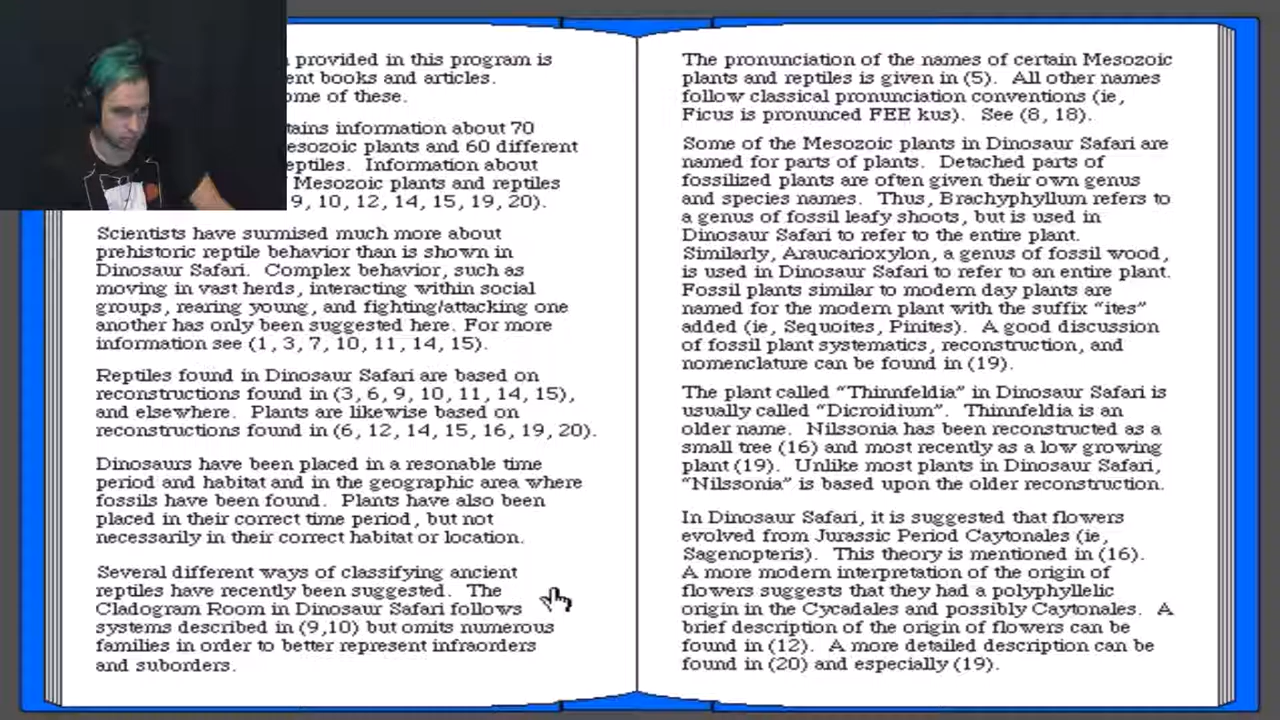 provided in this program is
ent books and articles.
ome of these.
tains information about 70
esozoic plants and 60 different
eptiles. Information about
Mesozoic plants and reptiles
9, 10, 12, 14, 15, 19, 20).
Scientists have surmised much more about
prehistoric reptile behavior than is shown in
Dinosaur Safari. Complex behavior, such as
moving in vast herds, interacting within social
groups, rearing young, and fighting/attacking one
another has only been suggested here. For more
information see (1, 3, 7, 10, 11, 14, 15).
Reptiles found in Dinosaur Safari are based on
reconstructions found in (3, 6, 9, 10, 11, 14, 15),
and elsewhere. Plants are likewise based on
reconstructions found in (6, 12, 14, 15, 16, 19, 20).
Dinosaurs have been placed in a resonable time
period and habitat and in the geographic area where
fossils have been found. Plants have also been
placed in their correct time period, but not
necessarily in their correct habitat or location.
Several different ways of classifying ancient
reptiles have recently been suggested. The
Cladogram Room in Dinosaur Safari follows
systems described in (9,10) but omits numerous
families in order to better represent infraorders
and suborders.
The pronunciation of the names of certain Mesozoic
plants and reptiles is given in (5). All other names
follow classical pronunciation conventions (ie,
Ficus is pronunced FEE kus). See (8, 18).
Some of the Mesozoic plants in Dinosaur Safari are
named for parts of plants. Detached parts of
fossilized plants are often given their own genus
and species names. Thus, Brachyphyllum refers to
a genus of fossil leafy shoots, but is used in
Dinosaur Safari to refer to the entire plant.
Similarly, Araucarioxylon, a genus of fossil wood,
is used in Dinosaur Safari to refer to an entire plant.
Fossil plants similar to modern day plants are
named for the modern plant with the suffix "ites"
added (ie, Sequoites, Pinites). A good discussion
of fossil plant systematics, reconstruction, and
nomenclature can be found in (19).
The plant called "Thinnfeldia" in Dinosaur Safari is
usually called "Dicroidium". Thinnfeldia is an
older name. Nilssonia has been reconstructed as a
small tree (16) and most recently as a low growing
plant (19). Unlike most plants in Dinosaur Safari,
"Nilssonia" is based upon the older reconstruction.
In Dinosaur Safari, it is suggested that flowers
evolved from Jurassic Period Caytonales (ie,
Sagenopteris). This theory is mentioned in (16).
A more modern interpretation of the origin of
flowers suggests that they had a polyphyllelic
origin in the Cycadales and possibly Caytonales. A
brief description of the origin of flowers can be
found in (12). A more detailed description can be
found in (20) and especially (19).